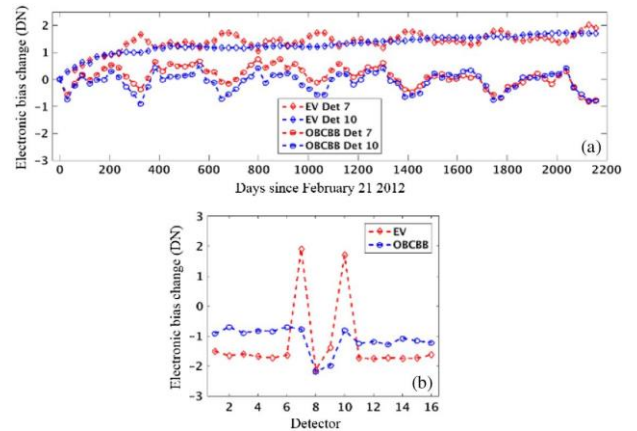 Electronic bias change (DN)
3
2
1
0
-1
-2
-3
EV Det 7
EV Det 10
OBCBB Det 7
OBCBB Det 10
(a)
0 200 400 600 800 1000 1200 1400 1600 1800 2000 2200
Days since February 21 2012
Electronic bias change (DN)
3
2
1
0
-1
-2
-3
EV
OBCBB
(b)
2 4 6 8 10 12 14 16
Detector